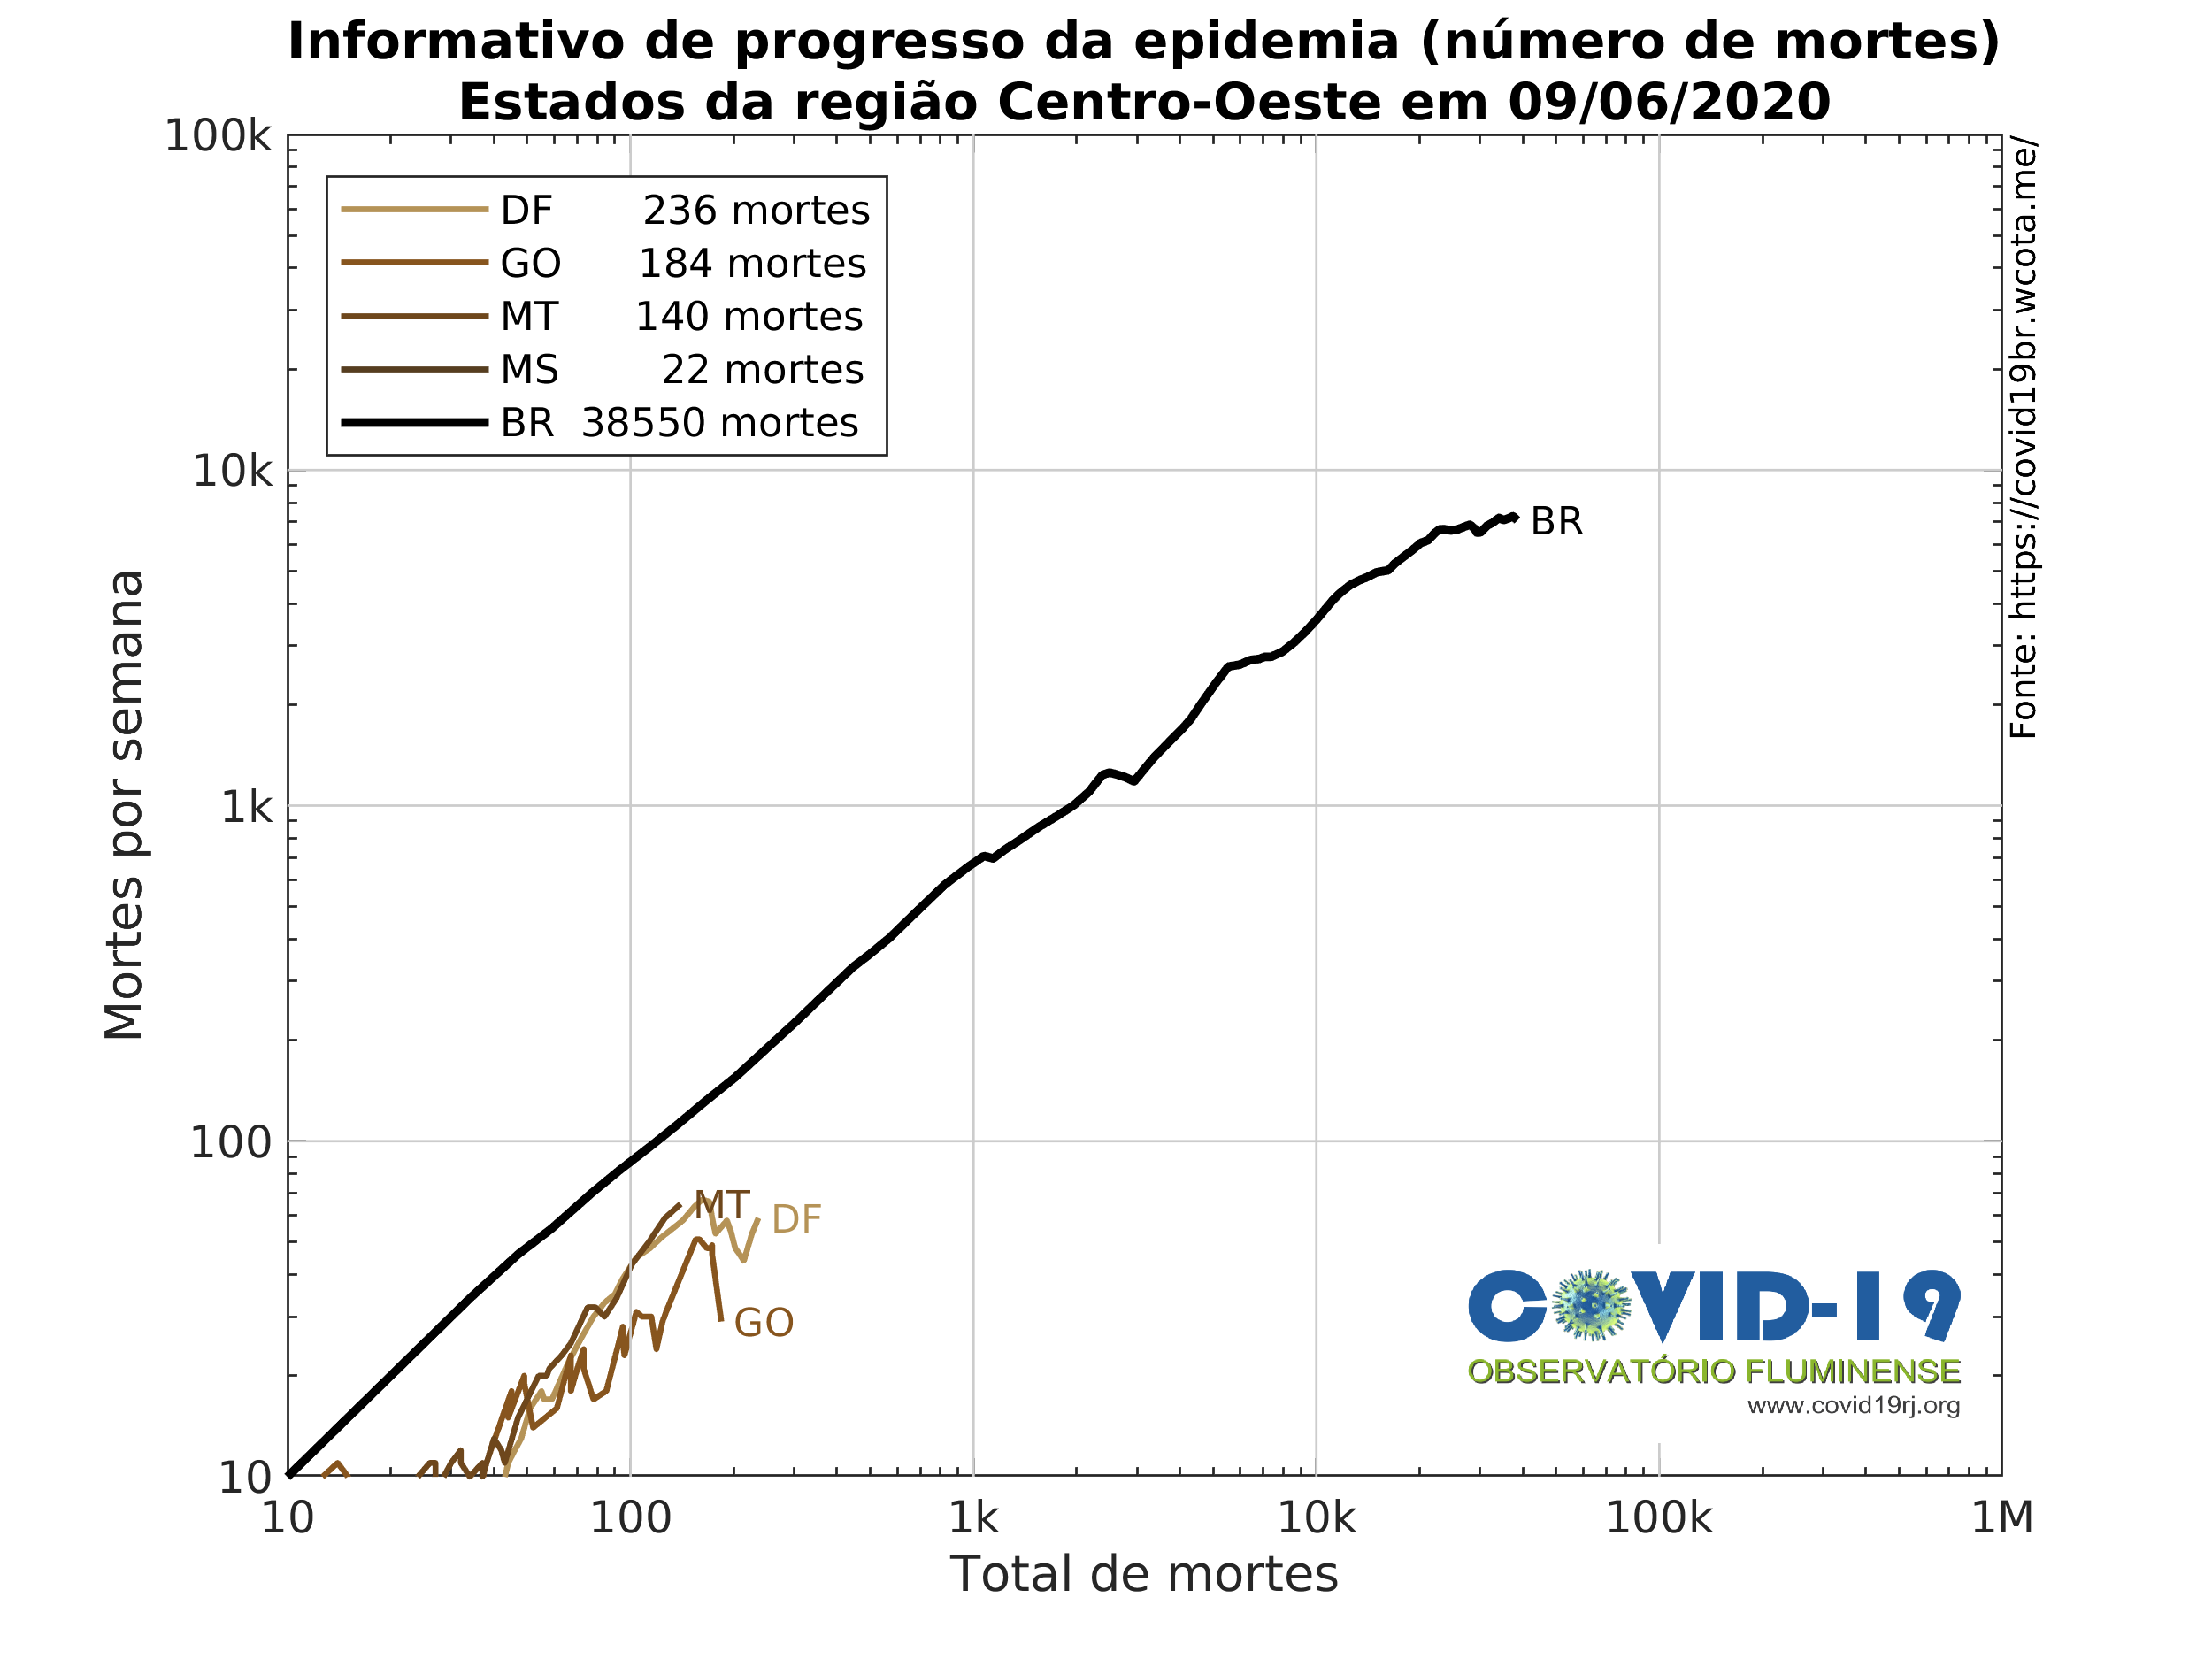 Informativo de progresso da epidemia (número de mortes)
Estados da região Centro-Oeste em 09/06/2020
100k
10k
1k
100
10
Mortes por semana
DF 236 mortes
GO 184 mortes
MT 140 mortes
MS 22 mortes
BR 38550 mortes
BR
MT
DF
GO
Fonte: https://covid19br.wcota.me/
COVID-19
OBSERVATÓRIO FLUMINENSE
www.covid19rj.org
10 100 1k 10k 100k 1M
Total de mortes